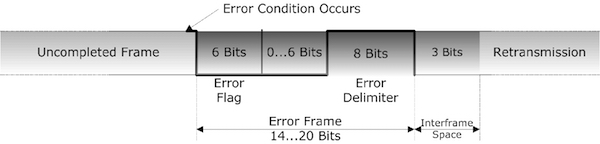 Error Condition Occurs
Uncompleted Frame 6 Bits 0...6 Bits 8 Bits 3 Bits Retransmission
Error Flag
Error Delimiter
Error Frame
14...20 Bits
Interframe Space